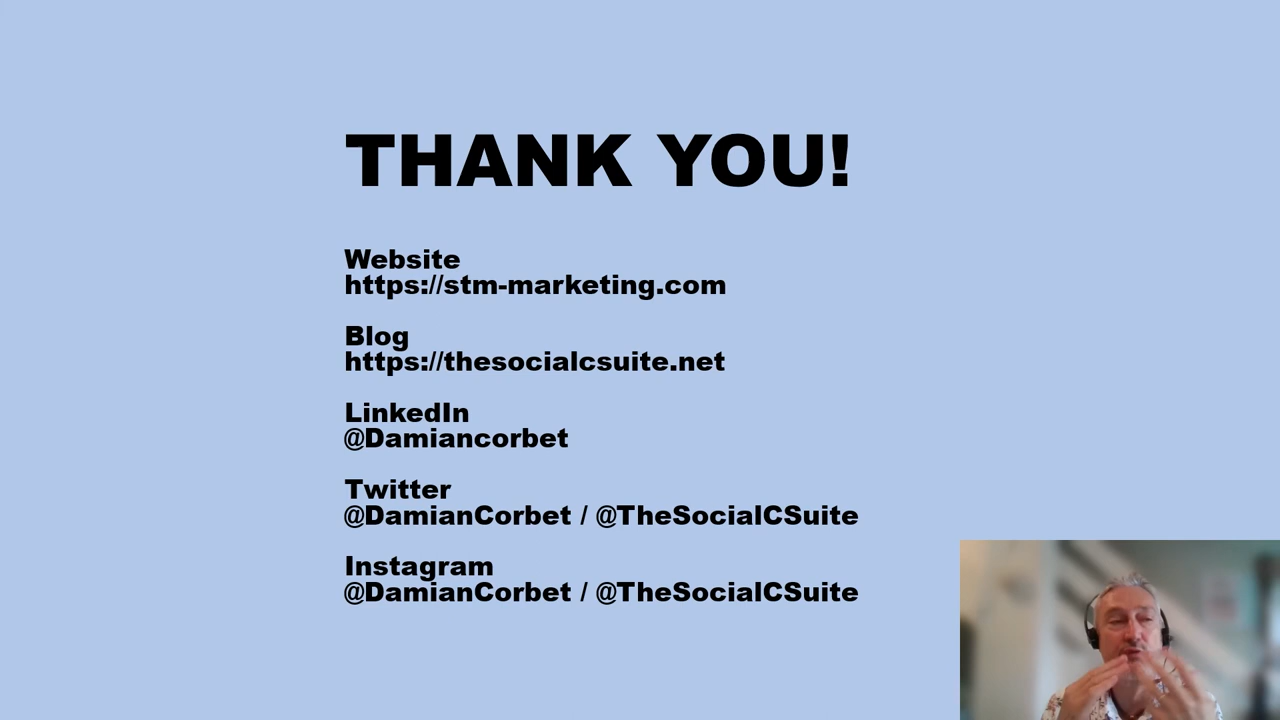 THANK YOU!
Website
https://stm-marketing.com
Blog
https://thesocialcsuite.net
LinkedIn
@Damiancorbet
Twitter
@DamianCorbet / @TheSocialCSuite
Instagram
@DamianCorbet / @TheSocialCSuite